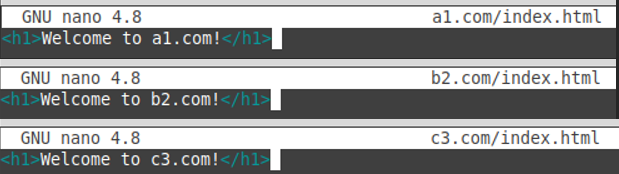 GNU nano 4.8 a1.com/index.html
<h1>Welcome to a1.com!</h1>
GNU nano 4.8 b2.com/index.html
<h1>Welcome to b2.com!</h1>
GNU nano 4.8 c3.com/index.html
<h1>Welcome to c3.com!</h1>